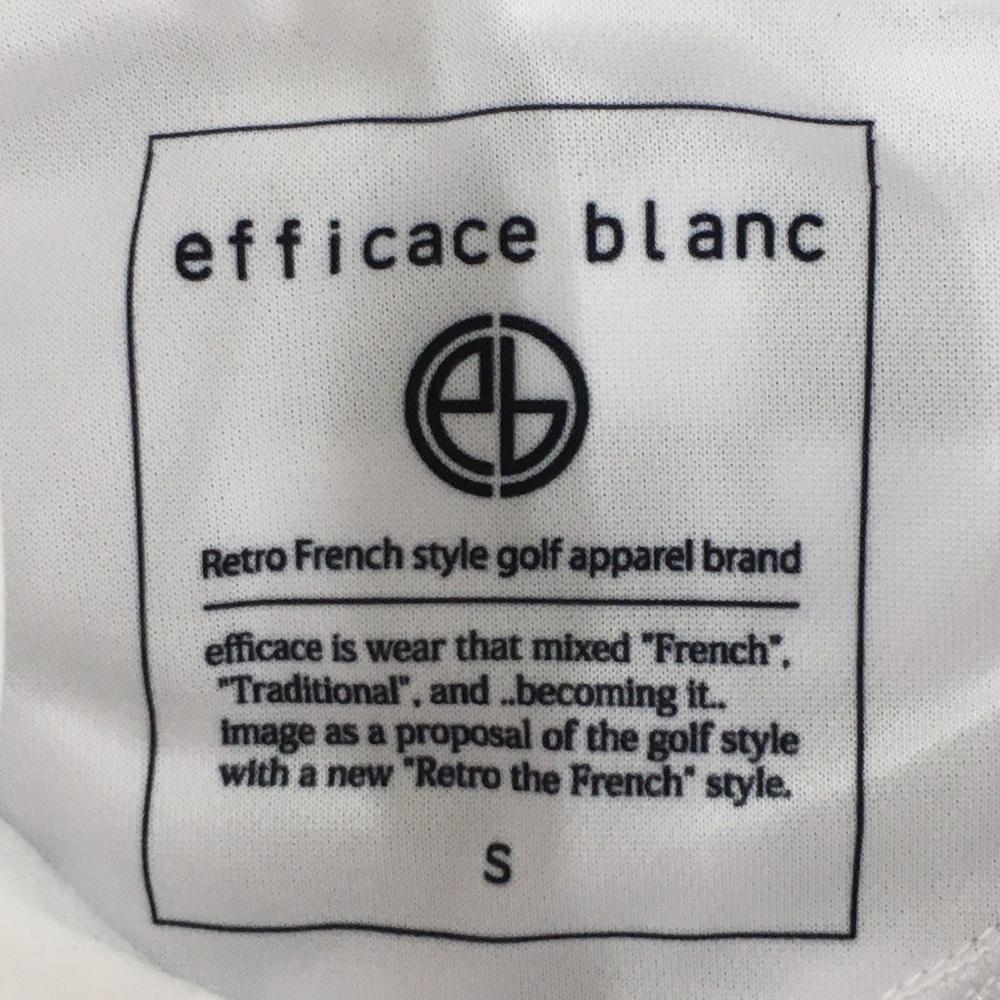 efficace blanc
eb
Retro French style golf apparel brand
efficace is wear that mixed "French",
"Traditional", and ..becoming it..
image as a proposal of the golf style
with a new "Retro the French" style.
S